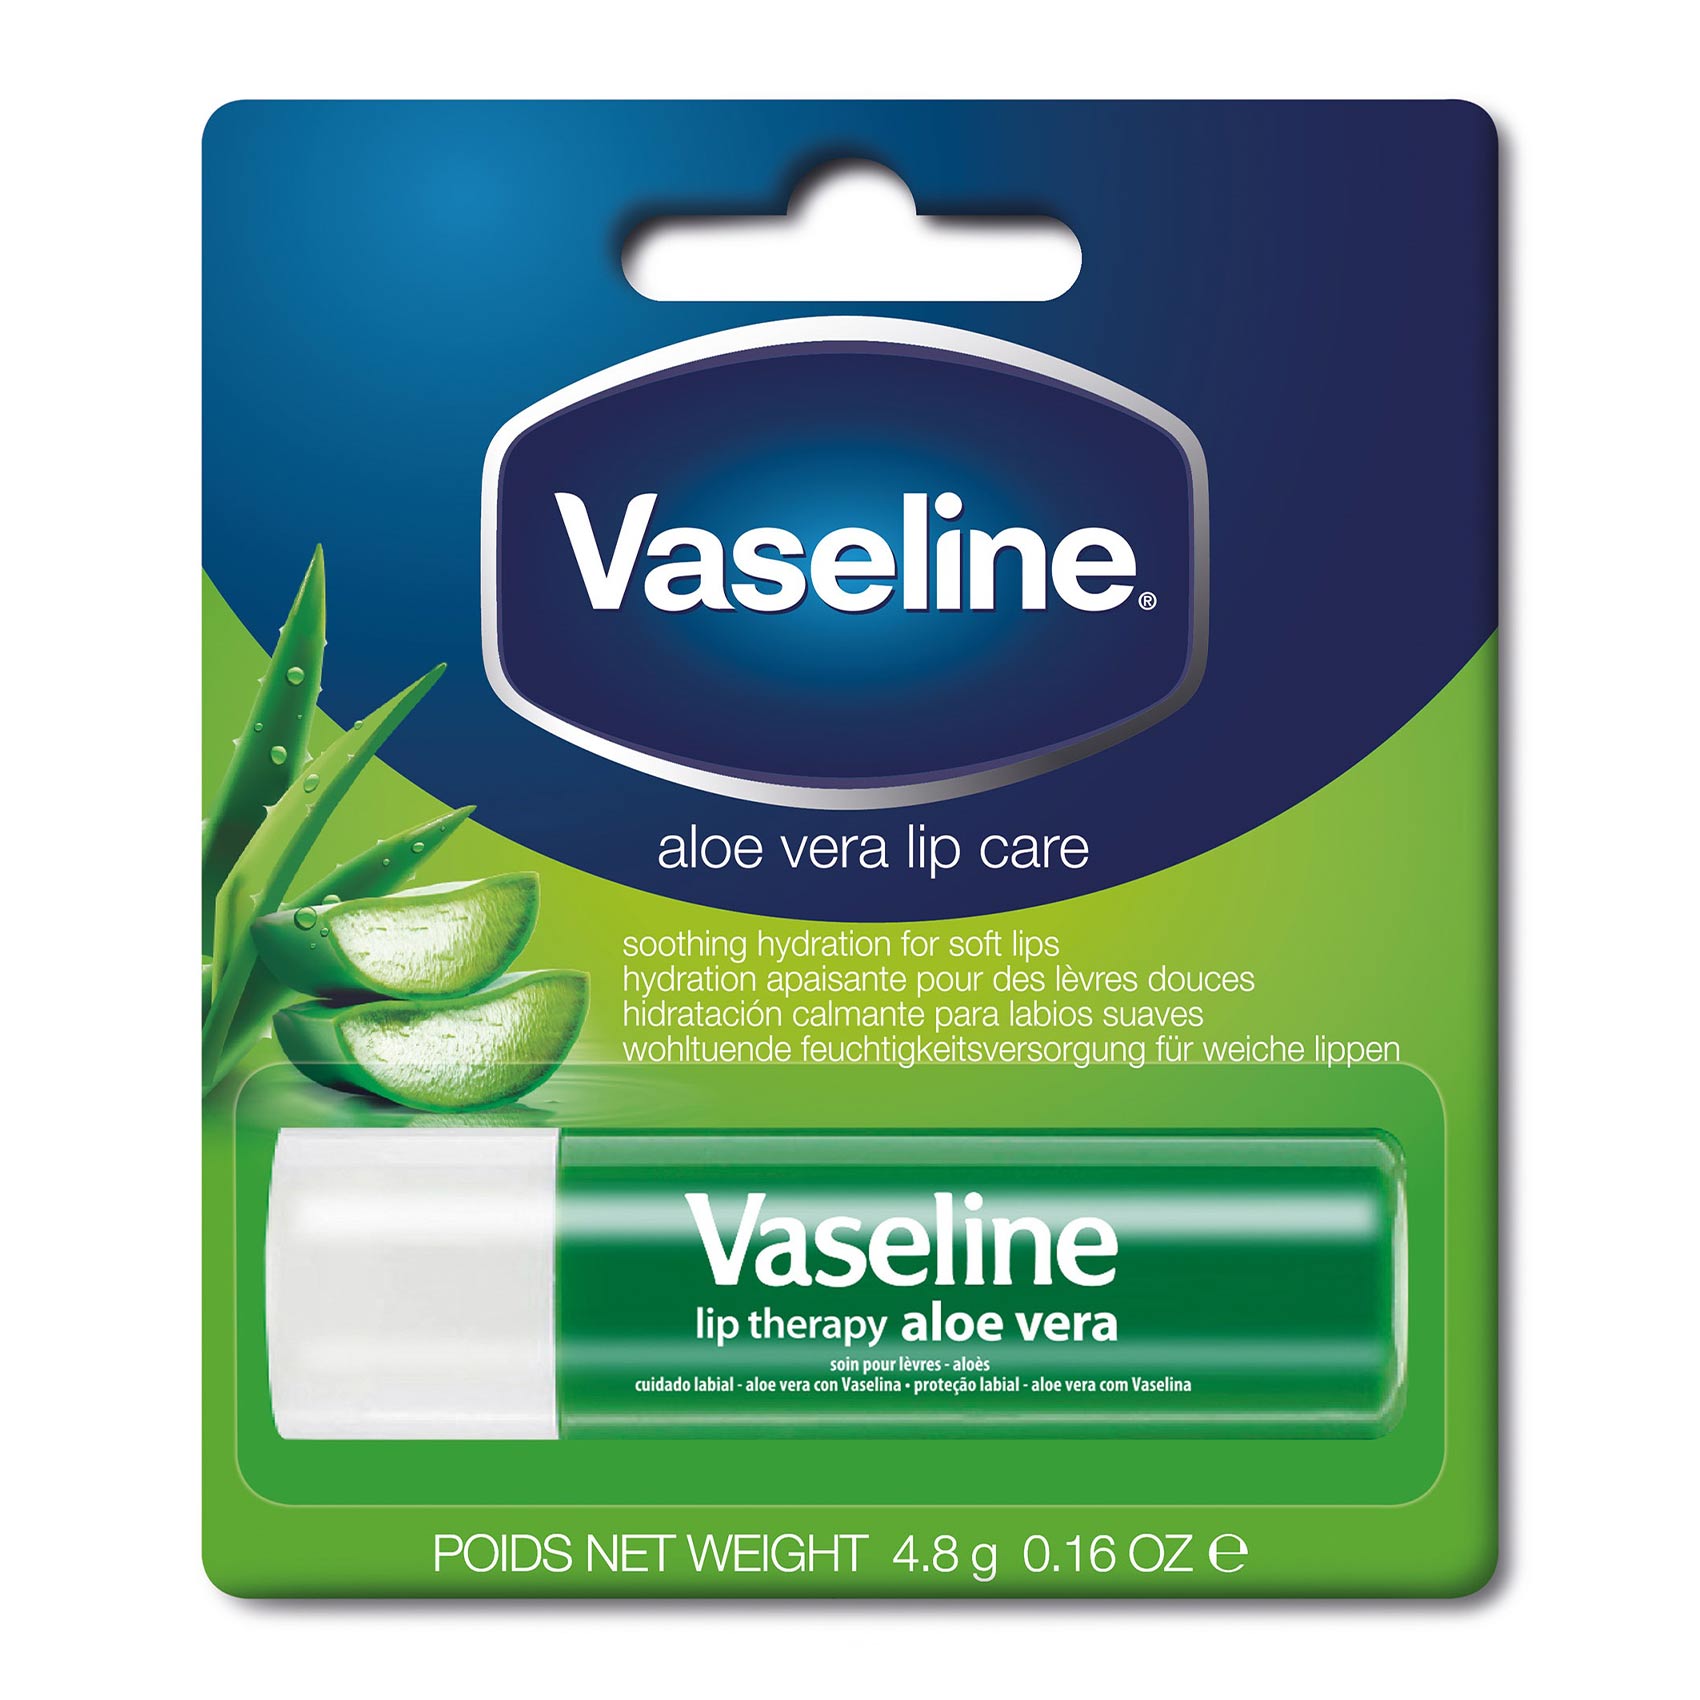 Vaseline®
aloe vera lip care
soothing hydration for soft lips
hydration apaisante pour des lèvres douces
hidratación calmante para labios suaves
wohltuende feuchtigkeitsversorgung für weiche lippen
Vaseline
lip therapy aloe vera
soin pour lèvres - aloès
cuidado labial - aloe vera con Vaselina • proteção labial - aloe vera com Vaselina
POIDS NET WEIGHT 4.8 g 0.16 OZ ℮